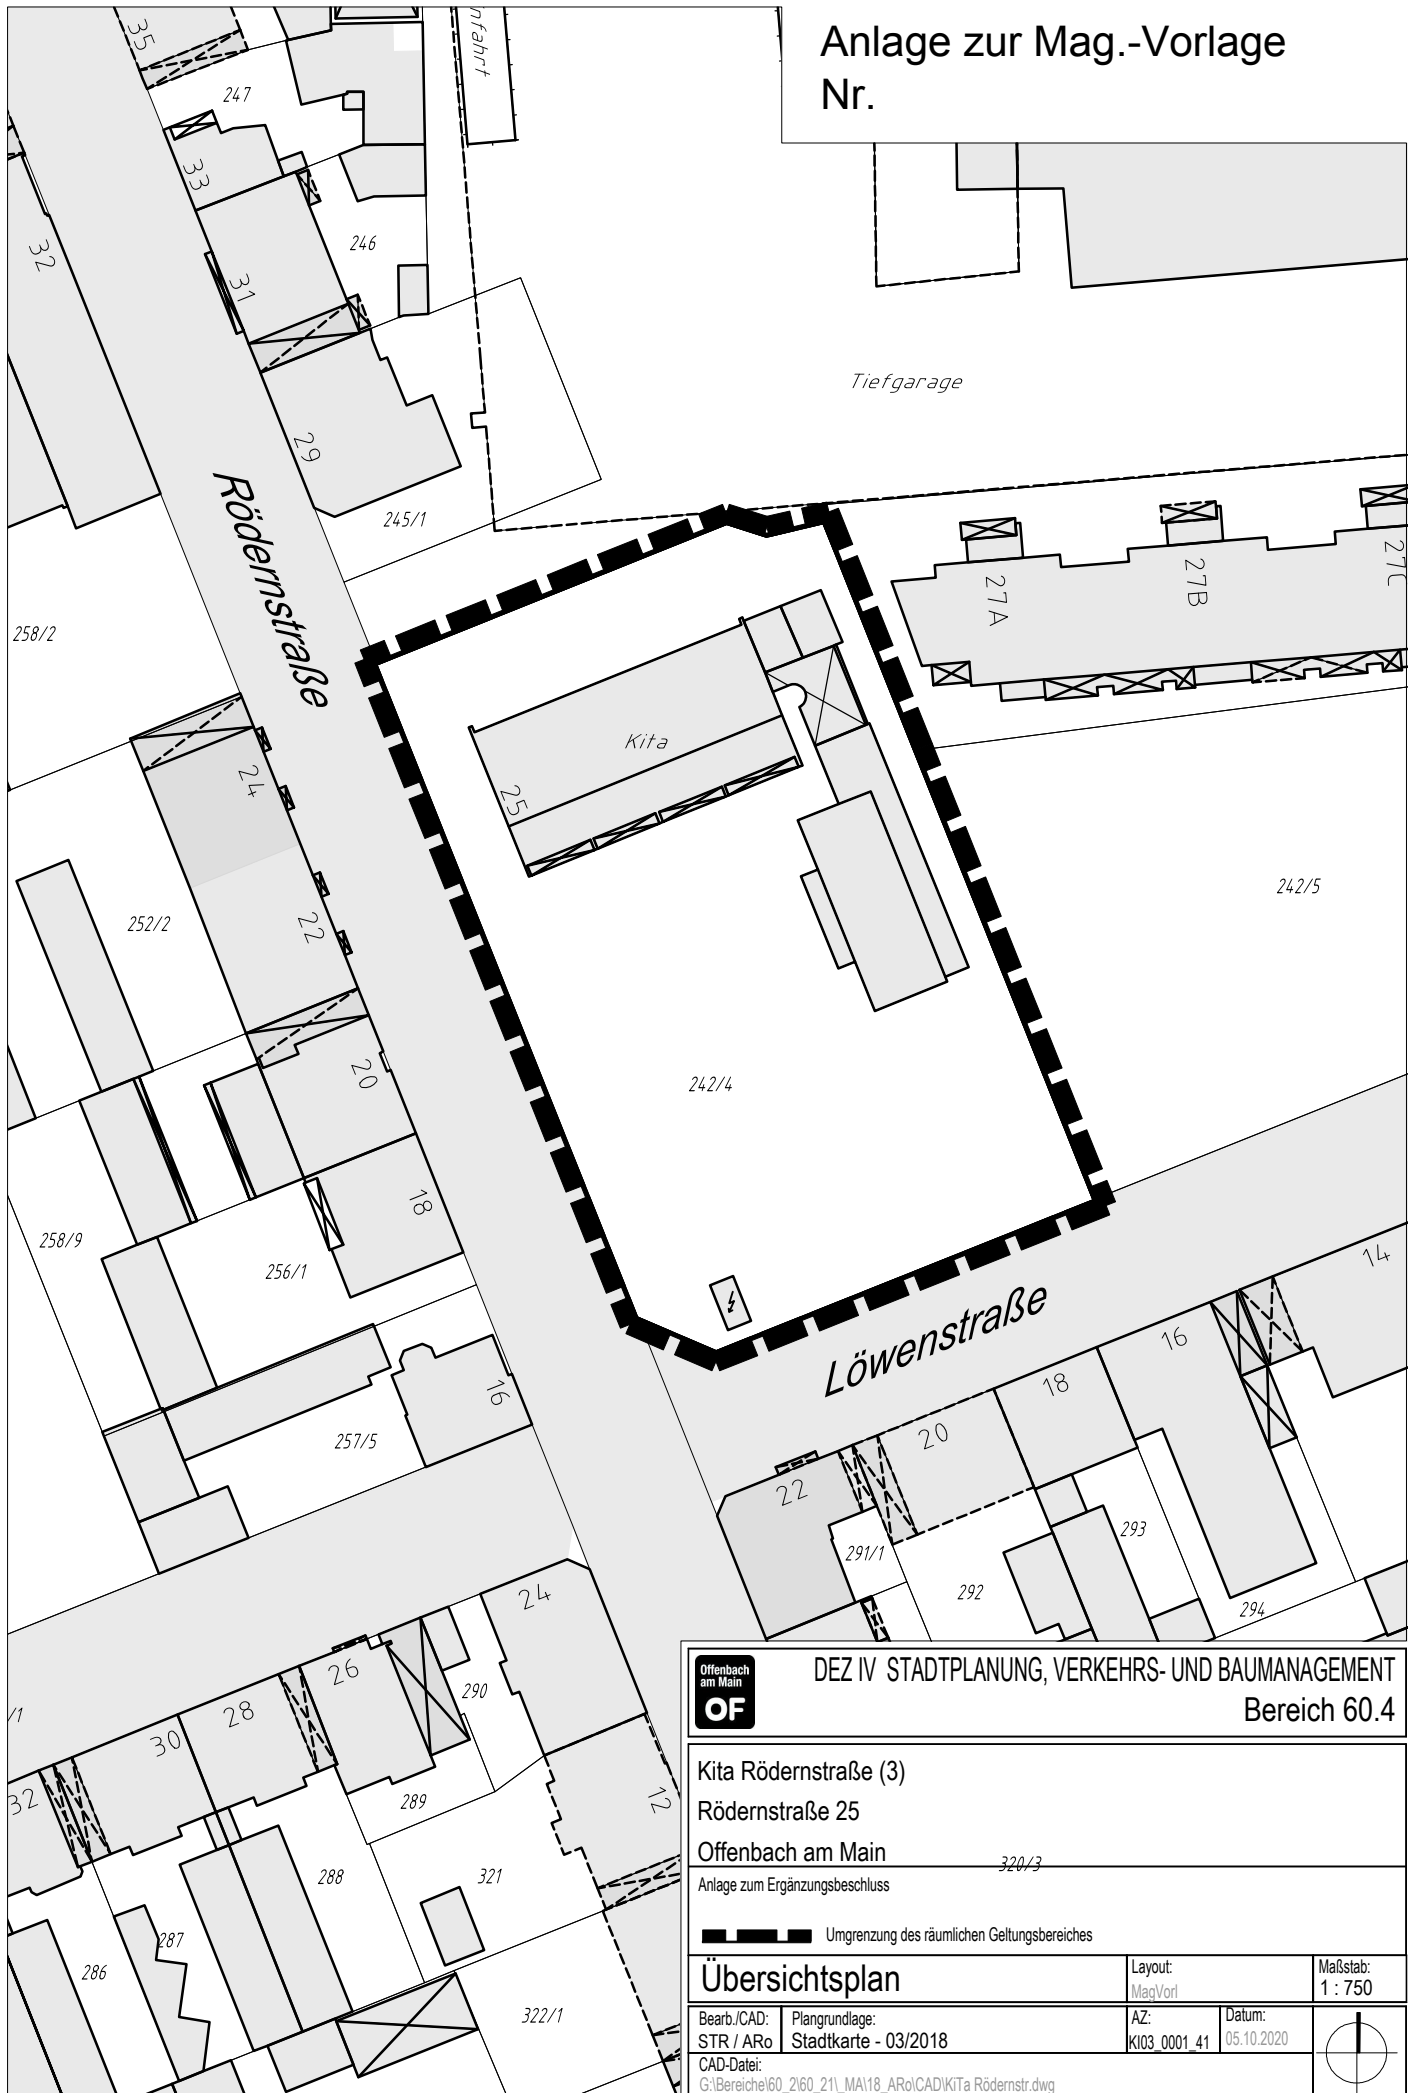 Anlage zur Mag.-Vorlage
Nr.
35
nfahrt
247
33
32
246
31
Tiefgarage
29
Rödernstraße
245/1
27A
27B
27C
258/2
Kita
24
25
242/5
252/2
22
20
242/4
18
258/9
256/1
14
Löwenstraße
16
18
16
257/5
20
22
293
291/1
292
24
294
26
290
/1
28
30
32
289
12
288
321
287
286
322/1
Offenbach
am Main
OF
DEZ IV STADTPLANUNG, VERKEHRS- UND BAUMANAGEMENT
Bereich 60.4
Kita Rödernstraße (3)
Rödernstraße 25
Offenbach am Main
320/3
Anlage zum Ergänzungsbeschluss
Umgrenzung des räumlichen Geltungsbereiches
Übersichtsplan
Layout:
MagVorl
Maßstab:
1 : 750
Bearb./CAD:
STR / ARo
Plangrundlage:
Stadtkarte - 03/2018
AZ:
KI03_0001_41
Datum:
05.10.2020
CAD-Datei:
G:\Bereiche\60_2\60_21\_MA\18_ARo\CAD\KiTa Rödernstr.dwg